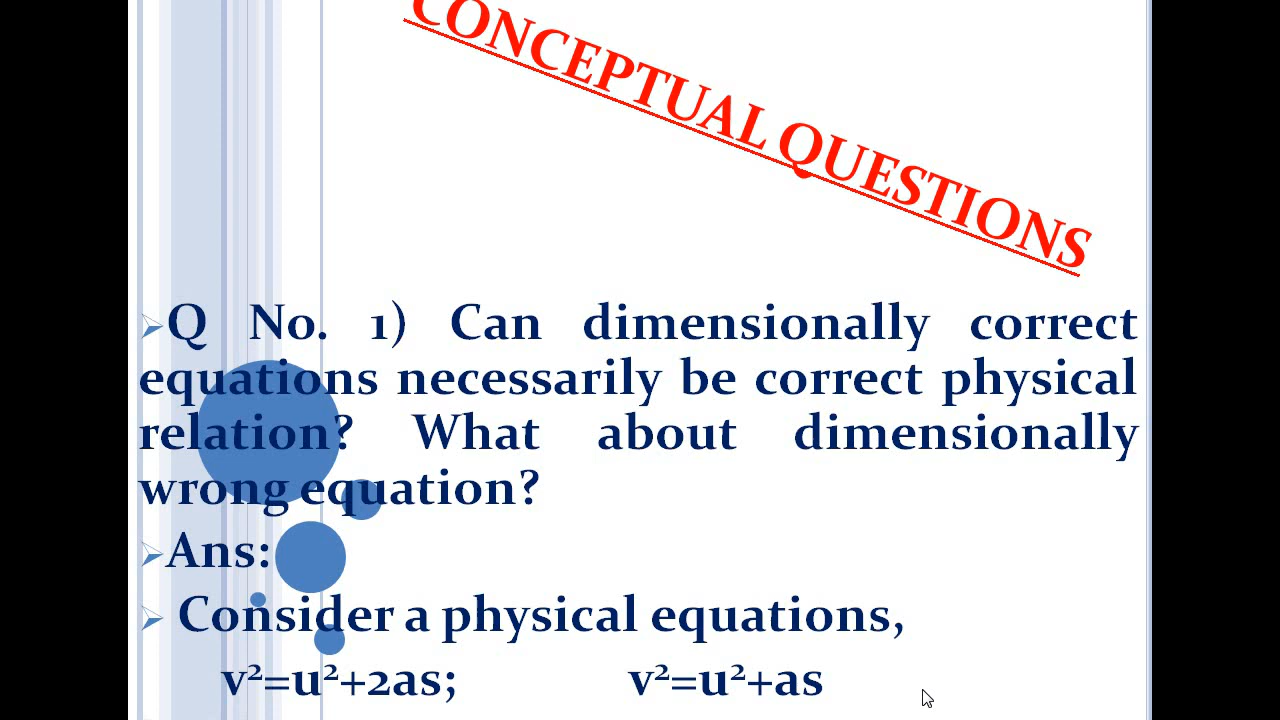 CONCEPTUAL QUESTIONS
Q No. 1) Can dimensionally correct
equations necessarily be correct physical
relation? What about dimensionally
wrong equation?
Ans:
Consider a physical equations,
v²=u²+2as; v²=u²+as